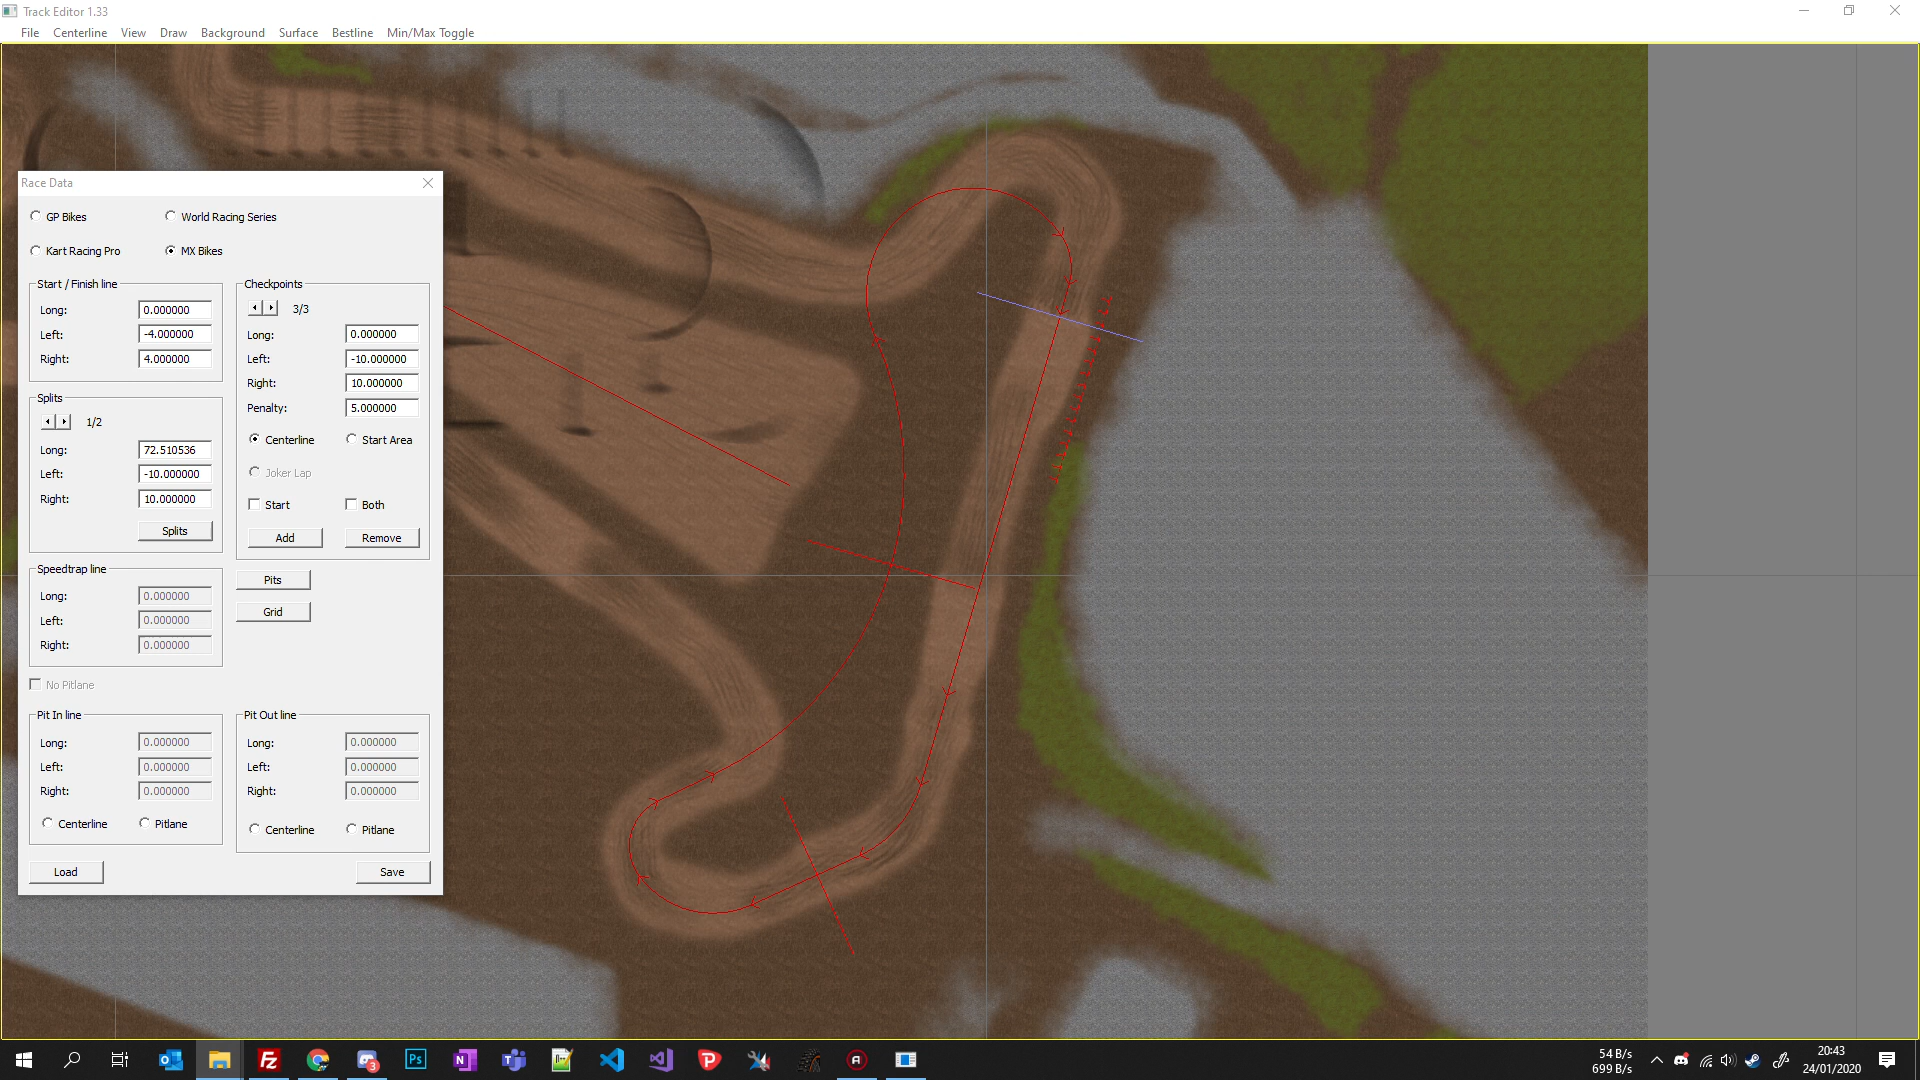 Track Editor 1.33
File Centerline View Draw Background Surface Bestline Min/Max Toggle
Race Data
GP Bikes World Racing Series
Kart Racing Pro MX Bikes
Start / Finish line
Long: 0.000000
Left: -4.000000
Right: 4.000000
Splits
1/2
Long: 72.510536
Left: -10.000000
Right: 10.000000
Splits
Speedtrap line
Long: 0.000000
Left: 0.000000
Right: 0.000000
Checkpoints
3/3
Long: 0.000000
Left: -10.000000
Right: 10.000000
Penalty: 5.000000
Centerline Start Area
Joker Lap
Start Both
Add Remove
Pits
Grid
No Pitlane
Pit In line
Long: 0.000000
Left: 0.000000
Right: 0.000000
Centerline Pitlane
Pit Out line
Long: 0.000000
Left: 0.000000
Right: 0.000000
Centerline Pitlane
Load Save
Fz
3
Ps
N
T
54 B/s
699 B/s
20:43
24/01/2020